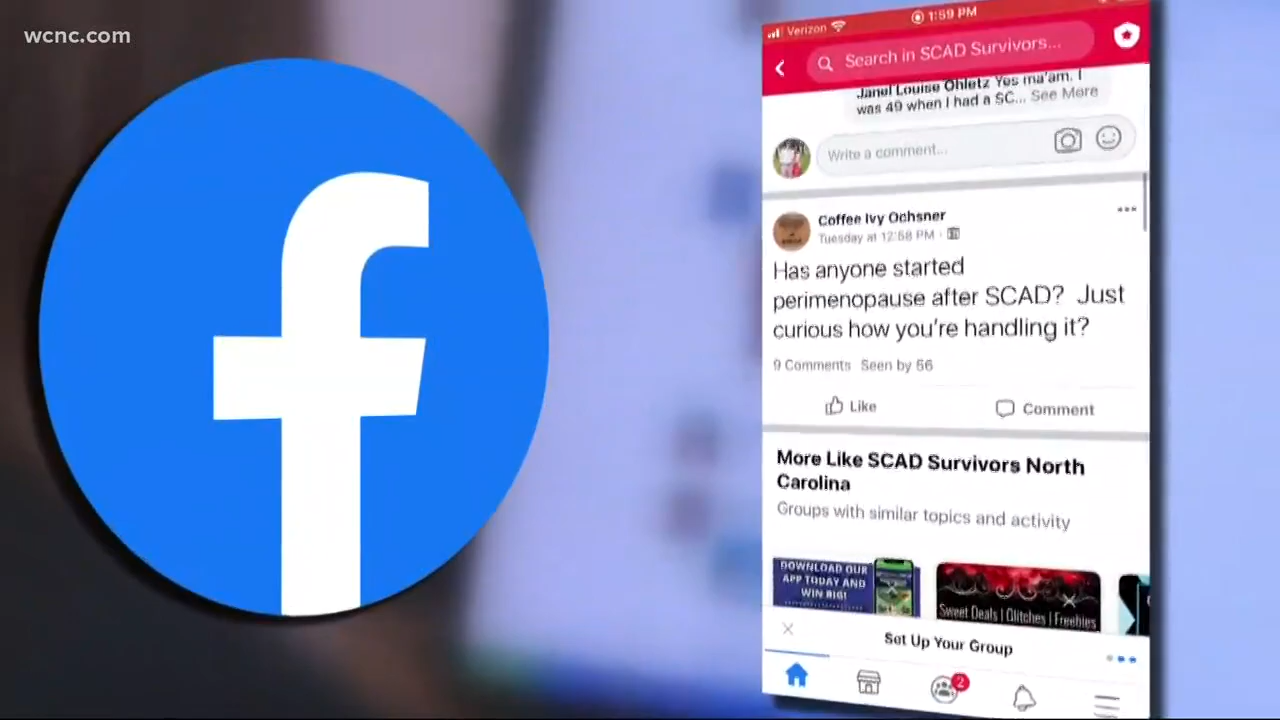 wcnc.com
Verizon
1:59 PM
Search in SCAD Survivors...
Janel Louise Ohletz Yes ma'am. I
was 49 when I had a SC... See More
Write a comment...
Coffee Ivy Ochsner
Tuesday at 12:58 PM ·
Has anyone started
perimenopause after SCAD? Just
curious how you're handling it?
9 Comments Seen by 56
Like
Comment
More Like SCAD Survivors North
Carolina
Groups with similar topics and activity
DOWNLOAD OUR
APP TODAY AND
WIN BIG!
Sweet Deals | Glitches | Freebies
Set Up Your Group
2